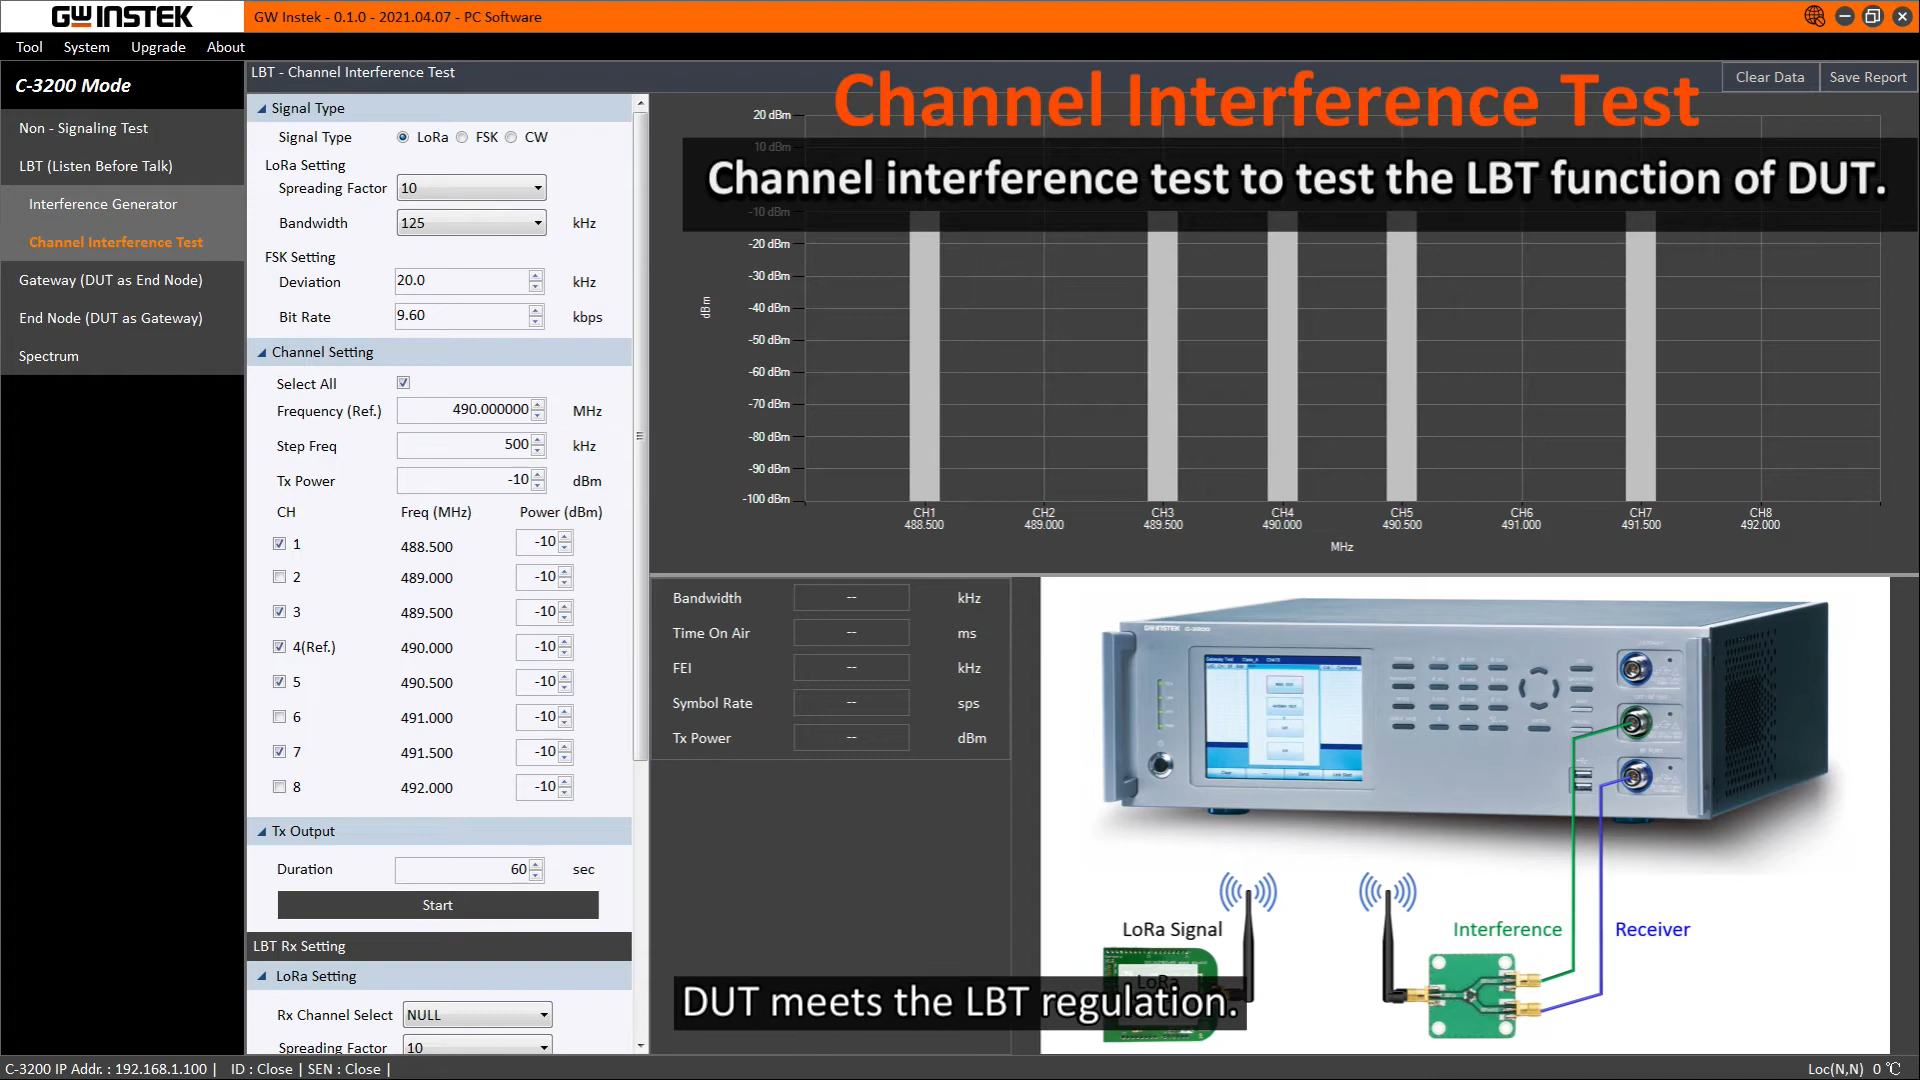 GW INSTEK
GW Instek - 0.1.0 - 2021.04.07 - PC Software
Tool System Upgrade About
C-3200 Mode
Non - Signaling Test
LBT (Listen Before Talk)
Interference Generator
Channel Interference Test
Gateway (DUT as End Node)
End Node (DUT as Gateway)
Spectrum
LBT - Channel Interference Test
Clear Data Save Report
Signal Type
Signal Type LoRa FSK CW
LoRa Setting
Spreading Factor 10
Bandwidth 125 kHz
FSK Setting
Deviation 20.0 kHz
Bit Rate 9.60 kbps
Channel Setting
Select All
Frequency (Ref.) 490.000000 MHz
Step Freq 500 kHz
Tx Power -10 dBm
CH Freq (MHz) Power (dBm)
1 488.500 -10
2 489.000 -10
3 489.500 -10
4(Ref.) 490.000 -10
5 490.500 -10
6 491.000 -10
7 491.500 -10
8 492.000 -10
Tx Output
Duration 60 sec
Start
LBT Rx Setting
LoRa Setting
Rx Channel Select NULL
Spreading Factor 10
Channel Interference Test
Channel interference test to test the LBT function of DUT.
20 dBm
10 dBm
-10 dBm
-20 dBm
-30 dBm
-40 dBm
-50 dBm
-60 dBm
-70 dBm
-80 dBm
-90 dBm
-100 dBm
dBm
CH1 CH2 CH3 CH4 CH5 CH6 CH7 CH8
488.500 489.000 489.500 490.000 490.500 491.000 491.500 492.000
MHz
Bandwidth -- kHz
Time On Air -- ms
FEI -- kHz
Symbol Rate -- sps
Tx Power -- dBm
GW INSTEK C-3200
LoRa Signal
Interference
Receiver
LoRa
DUT meets the LBT regulation.
C-3200 IP Addr. : 192.168.1.100 | ID : Close | SEN : Close |
Loc(N,N) 0 ℃